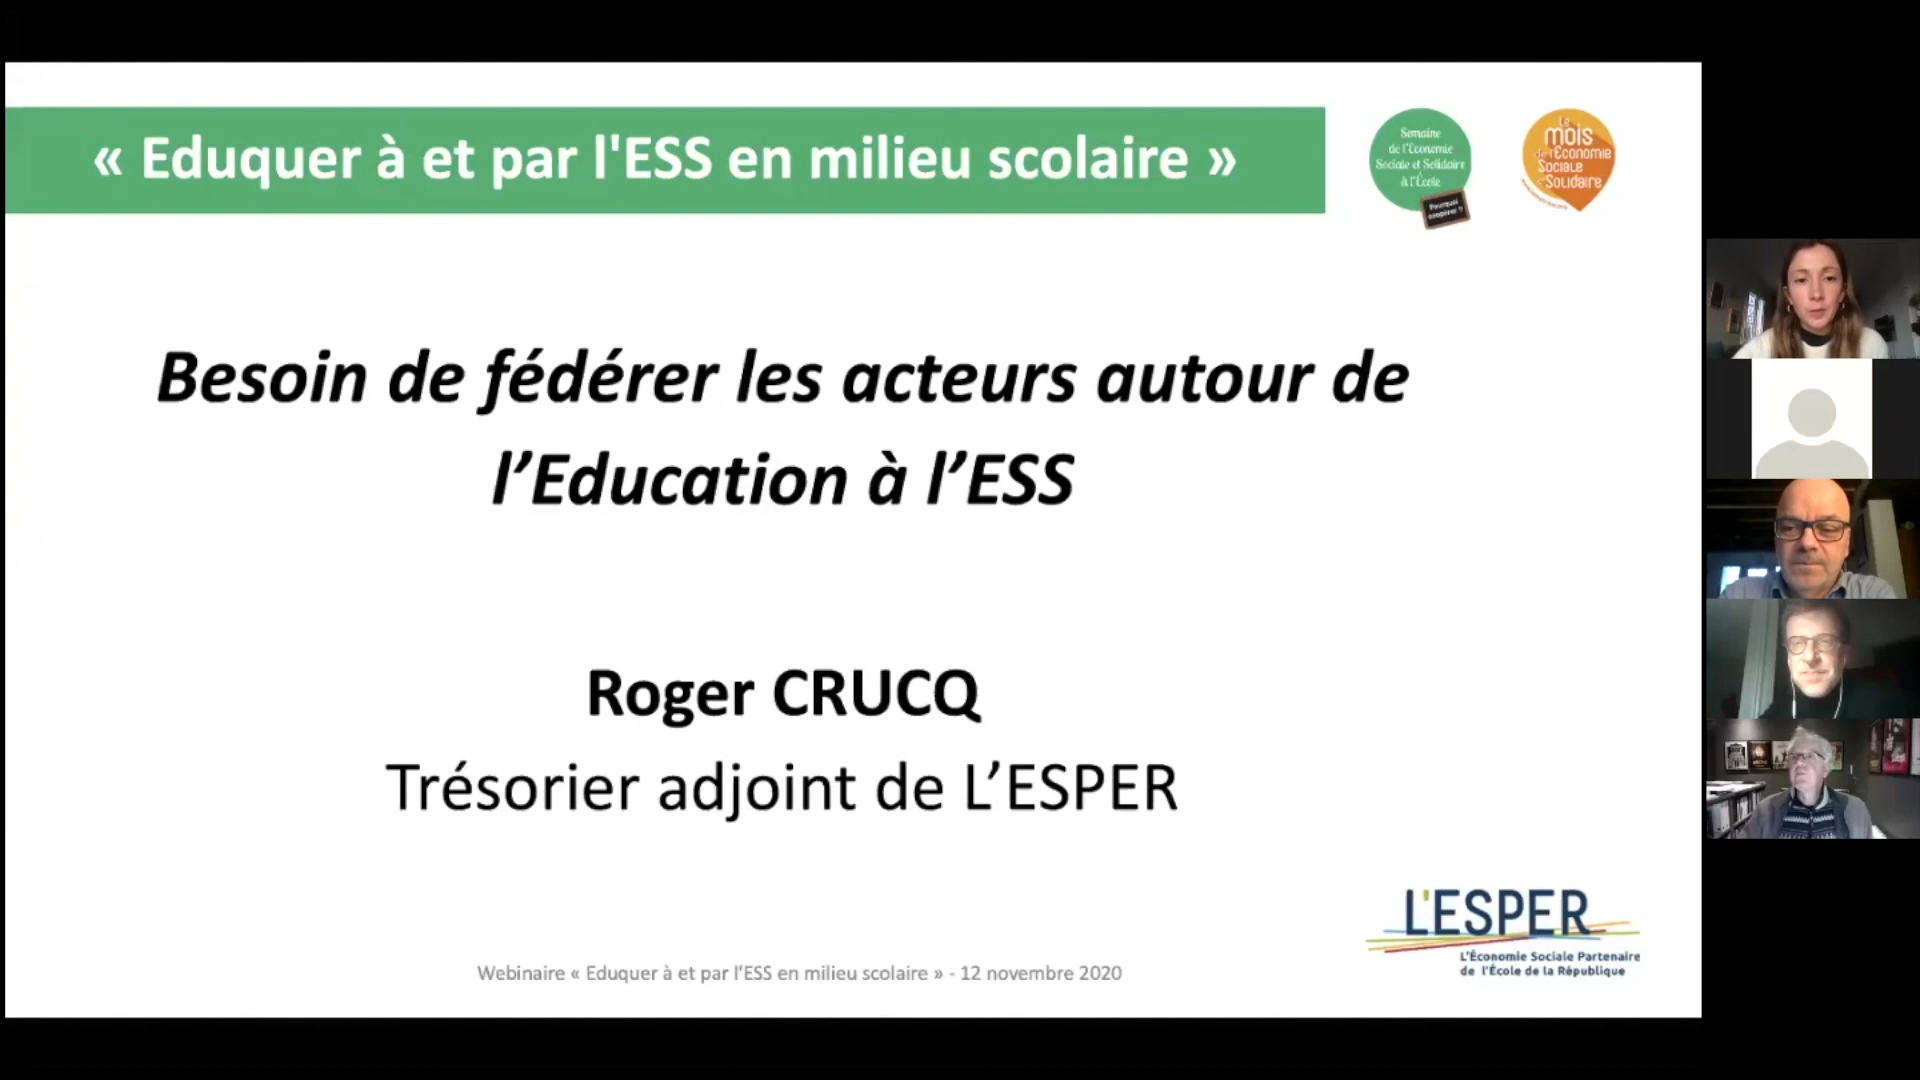 « Eduquer à et par l'ESS en milieu scolaire »
Semaine
de l'Économie
Sociale et Solidaire
à l'École
Pourquoi
coopérer ?
Le
mois
de l'Économie
Sociale
Solidaire
Besoin de fédérer les acteurs autour de
l’Education à l’ESS
Roger CRUCQ
Trésorier adjoint de L’ESPER
L'ESPER
L'Économie Sociale Partenaire
de l'École de la République
Webinaire « Eduquer à et par l'ESS en milieu scolaire » - 12 novembre 2020